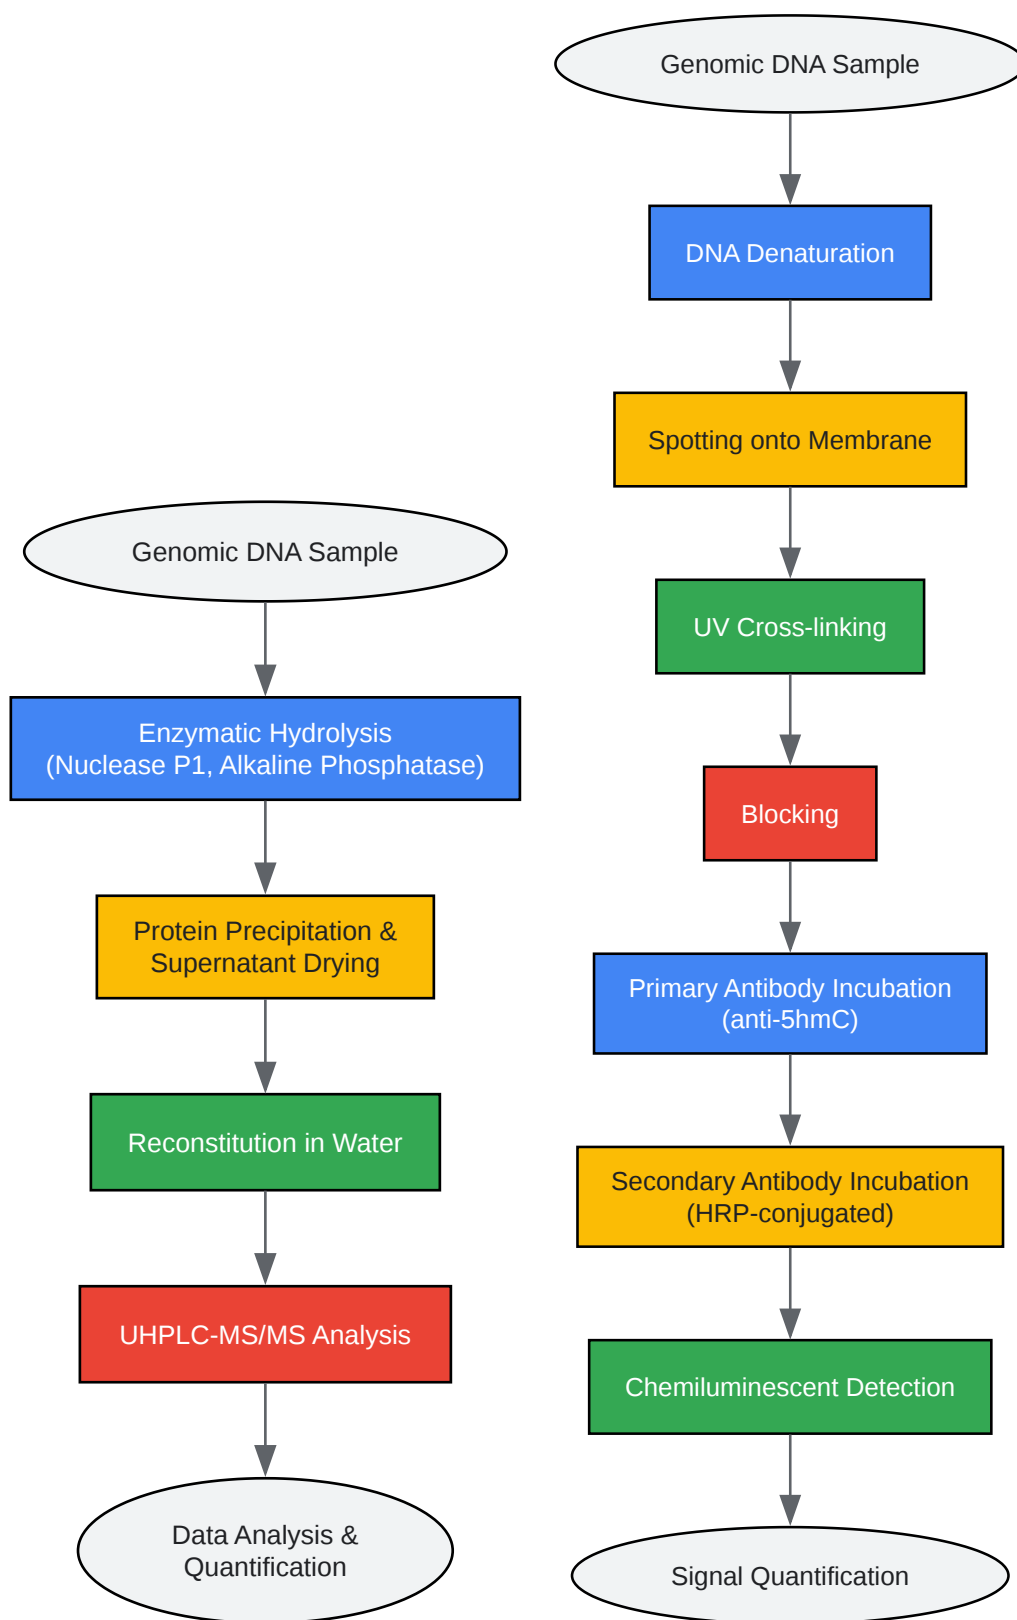 Genomic DNA Sample
Enzymatic Hydrolysis
(Nuclease P1, Alkaline Phosphatase)
Protein Precipitation &
Supernatant Drying
Reconstitution in Water
UHPLC-MS/MS Analysis
Data Analysis &
Quantification
Genomic DNA Sample
DNA Denaturation
Spotting onto Membrane
UV Cross-linking
Blocking
Primary Antibody Incubation
(anti-5hmC)
Secondary Antibody Incubation
(HRP-conjugated)
Chemiluminescent Detection
Signal Quantification